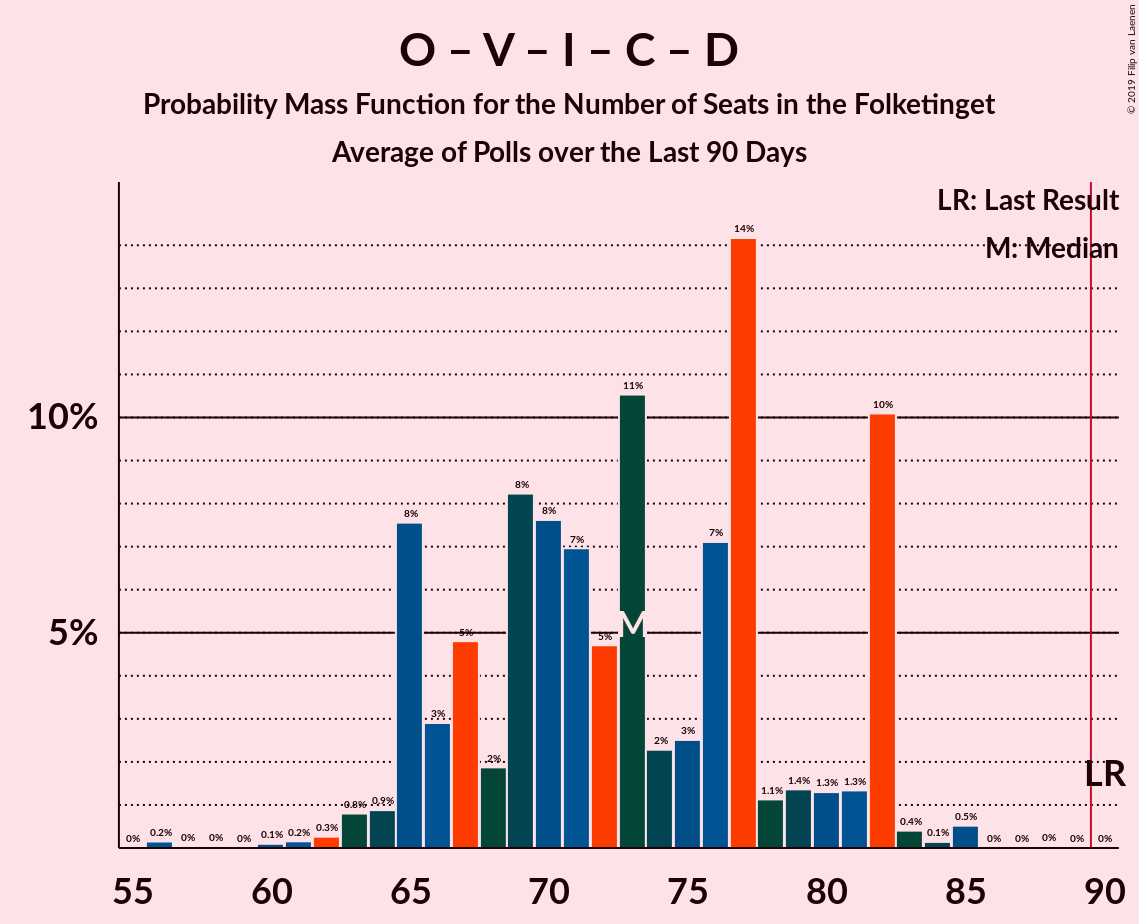 O – V – I – C – D
Probability Mass Function for the Number of Seats in the Folketinget
Average of Polls over the Last 90 Days
© 2019 Filip van Laenen
LR: Last Result
M: Median
10%
5%
0% 0.2% 0% 0% 0% 0.1% 0.2% 0.3% 0.8% 0.9% 8% 3% 5% 2% 8% 8% 7% 5% 11% 2% 3% 7% 14% 1.1% 1.4% 1.3% 1.3% 10% 0.4% 0.1% 0.5% 0% 0% 0% 0% 0%
M
LR
55 60 65 70 75 80 85 90